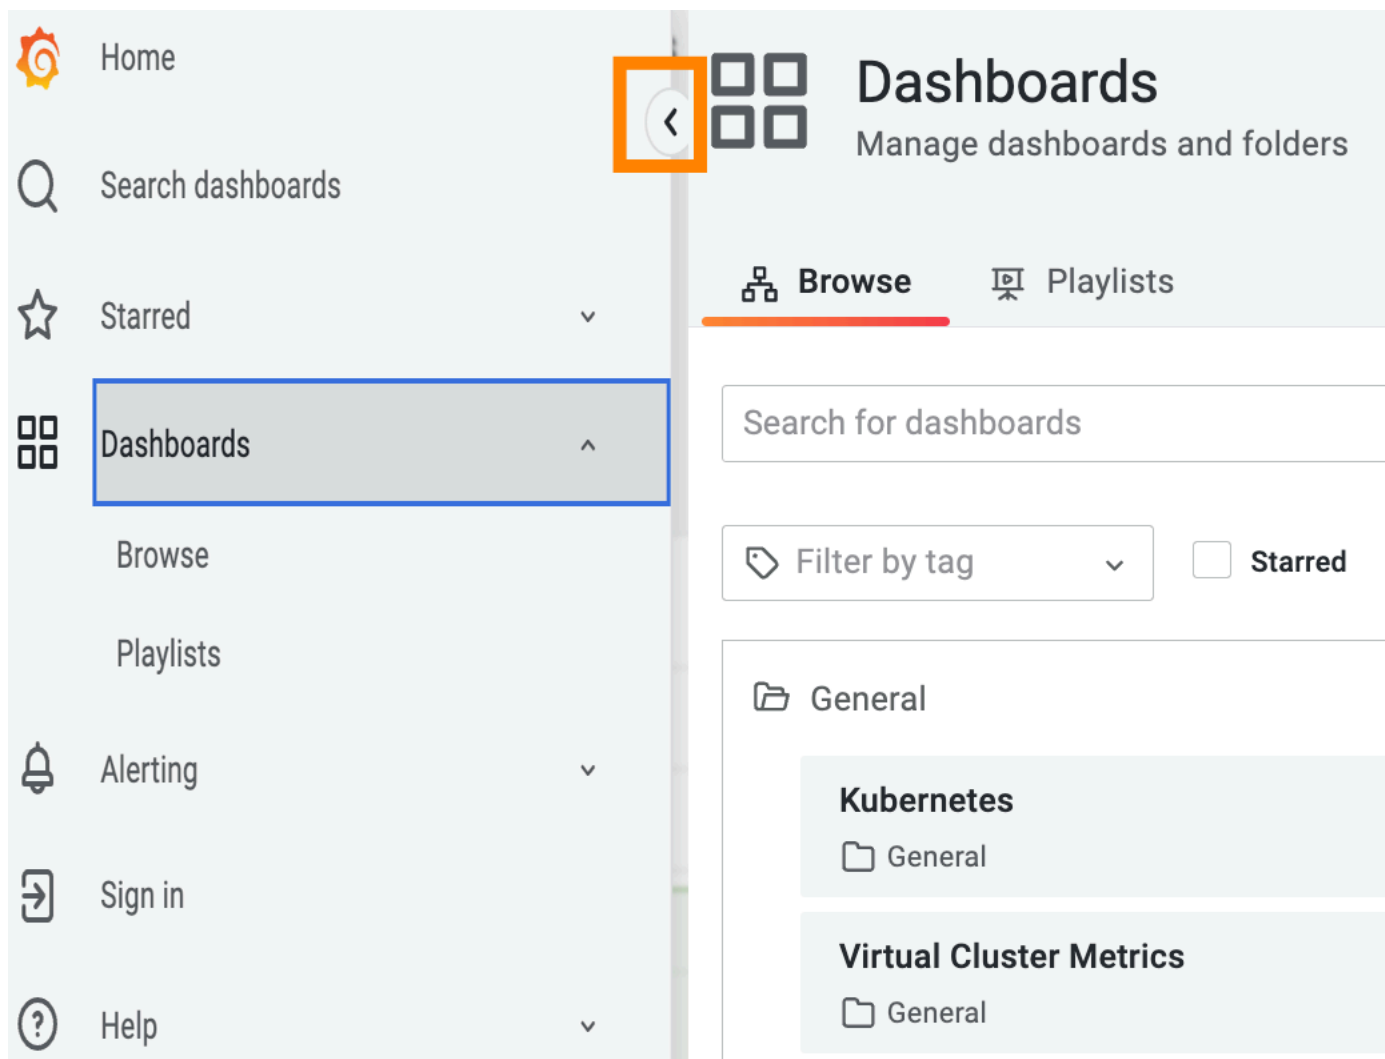 Home
Search dashboards
Starred
Dashboards
Browse
Playlists
Alerting
Sign in
Help
Dashboards
Manage dashboards and folders
Browse
Playlists
Search for dashboards
Filter by tag
Starred
General
Kubernetes
General
Virtual Cluster Metrics
General